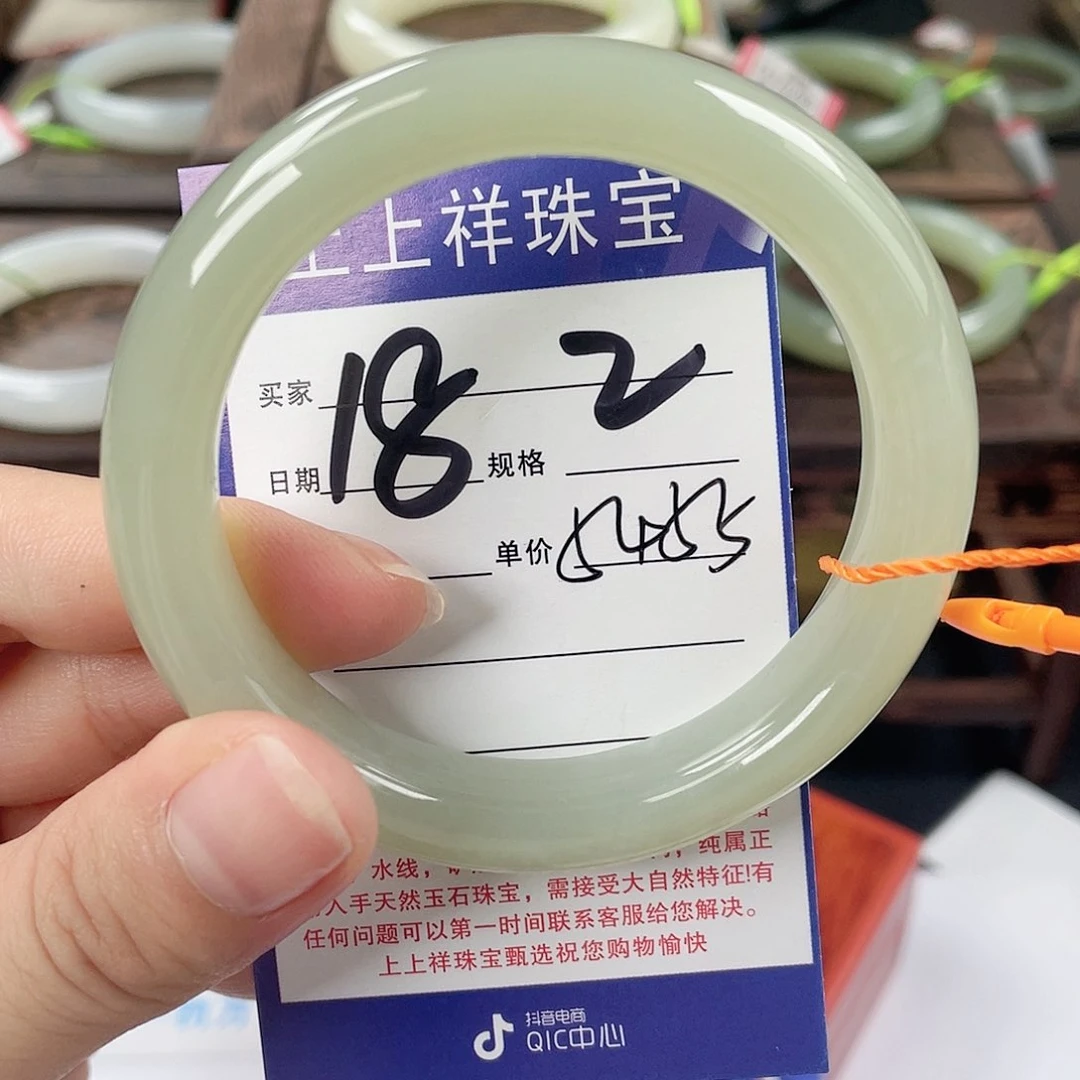 上上祥珠宝
买家 18 2
日期 规格
单价 5455
水线，
，纯属正
入手天然玉石珠宝，需接受大自然特征!有
任何问题可以第一时间联系客服给您解决。
上上祥珠宝甄选祝您购物愉快
抖音电商
QIC中心